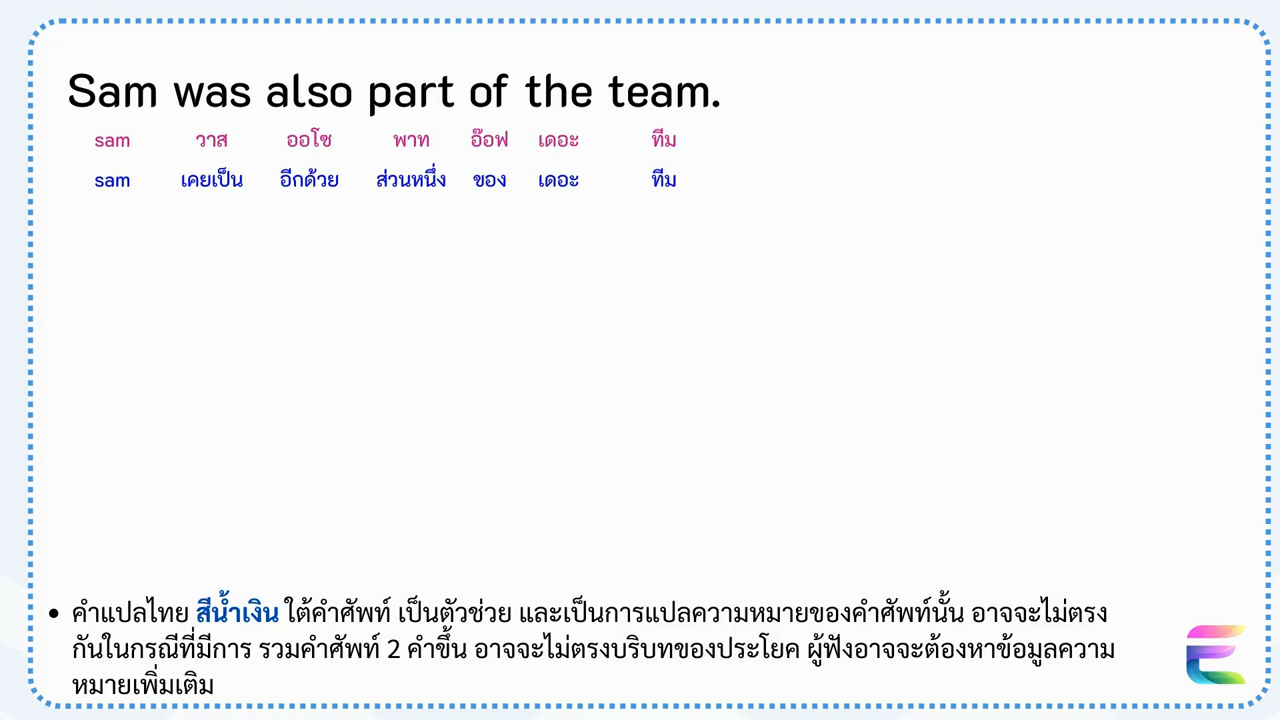 Sam was also part of the team.
sam วาส ออโซ พาท อ๊อฟ เดอะ ทีม
sam เคยเป็น อีกด้วย ส่วนหนึ่ง ของ เดอะ ทีม
• คำแปลไทย สีน้ำเงิน ใต้คำศัพท์ เป็นตัวช่วย และเป็นการแปลความหมายของคำศัพท์นั้น อาจจะไม่ตรง
กันในกรณีที่มีการ รวมคำศัพท์ 2 คำขึ้น อาจจะไม่ตรงบริบทของประโยค ผู้ฟังอาจจะต้องหาข้อมูลความ
หมายเพิ่มเติม